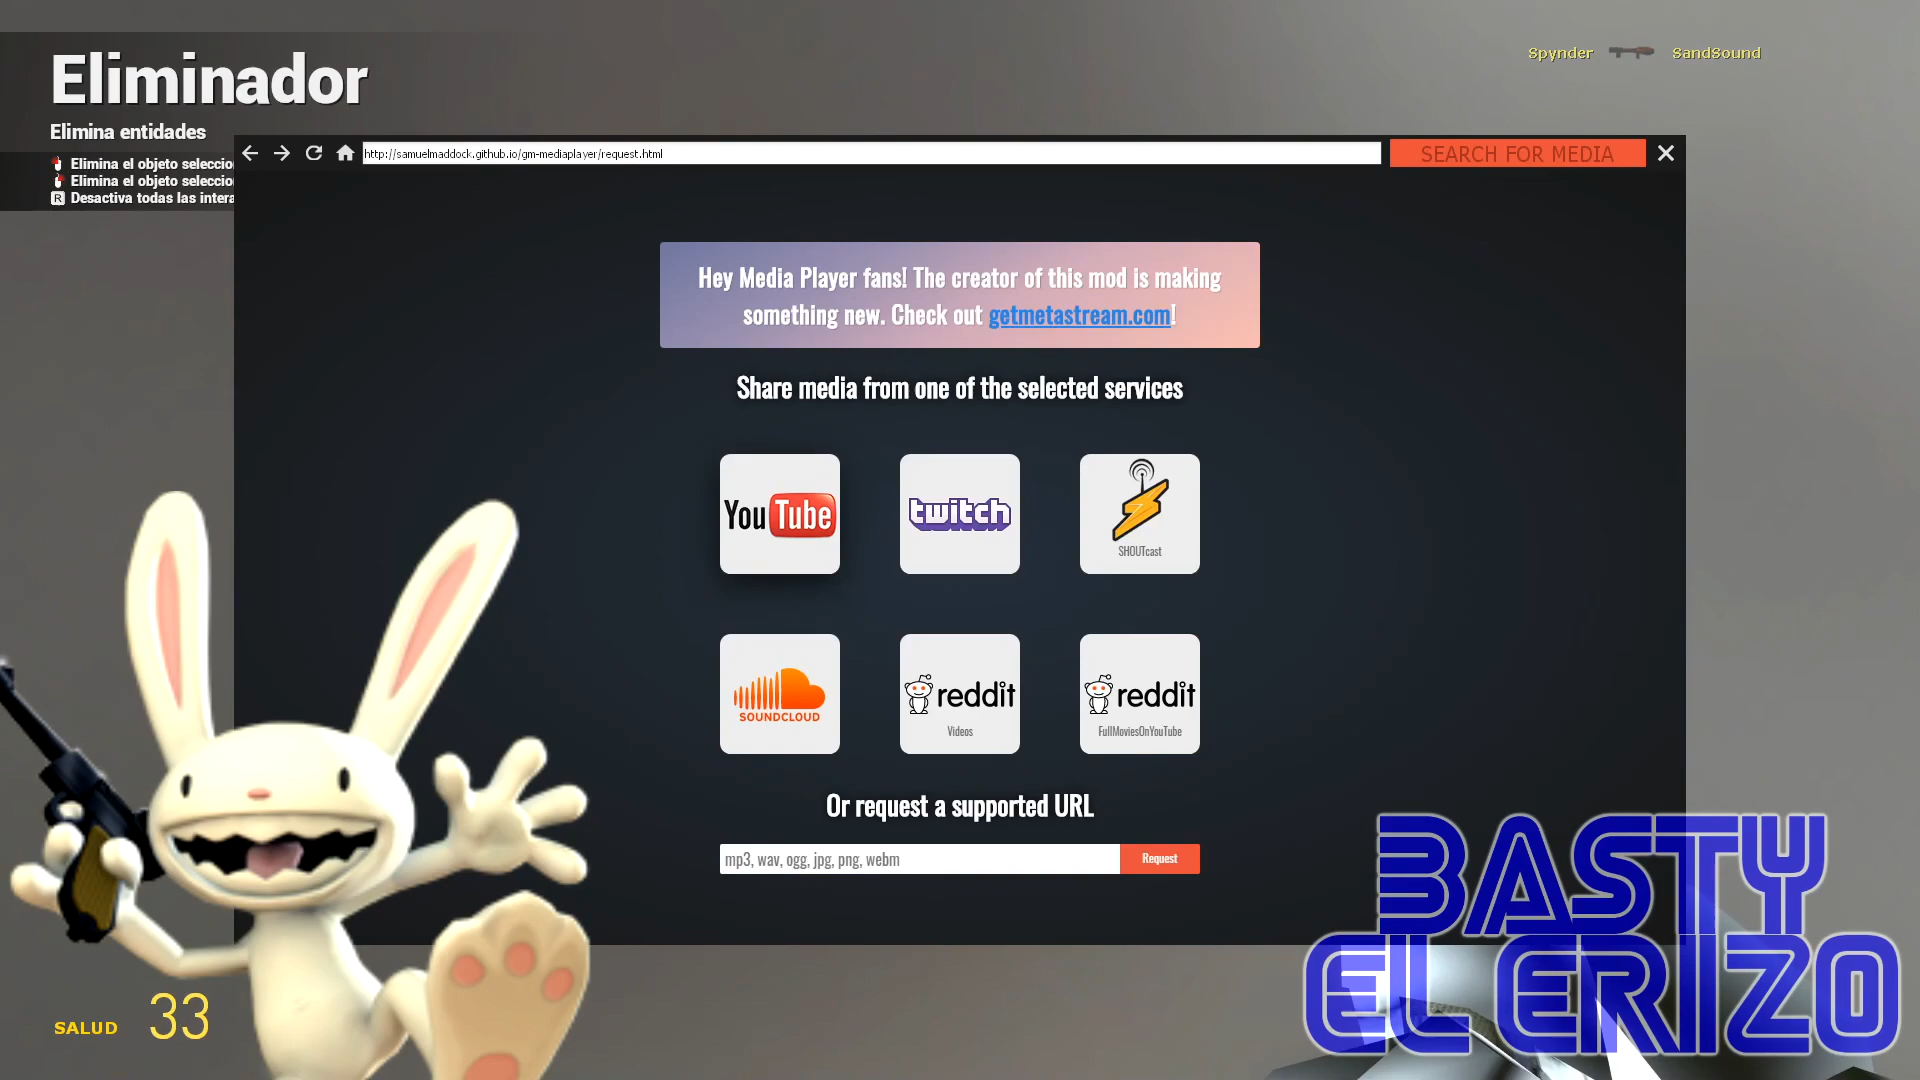 Eliminador
Elimina entidades
Elimina el objeto seleccio
Elimina el objeto seleccio
R Desactiva todas las intera
Spynder SandSound
http://samuelmaddock.github.io/gm-mediaplayer/request.html
SEARCH FOR MEDIA
Hey Media Player fans! The creator of this mod is making
something new. Check out getmetastream.com!
Share media from one of the selected services
YouTube
twitch
SHOUTcast
SOUNDCLOUD
reddit
Videos
reddit
FullMoviesOnYouTube
Or request a supported URL
mp3, wav, ogg, jpg, png, webm
Request
SALUD 33
BASTY
EL ERIZO